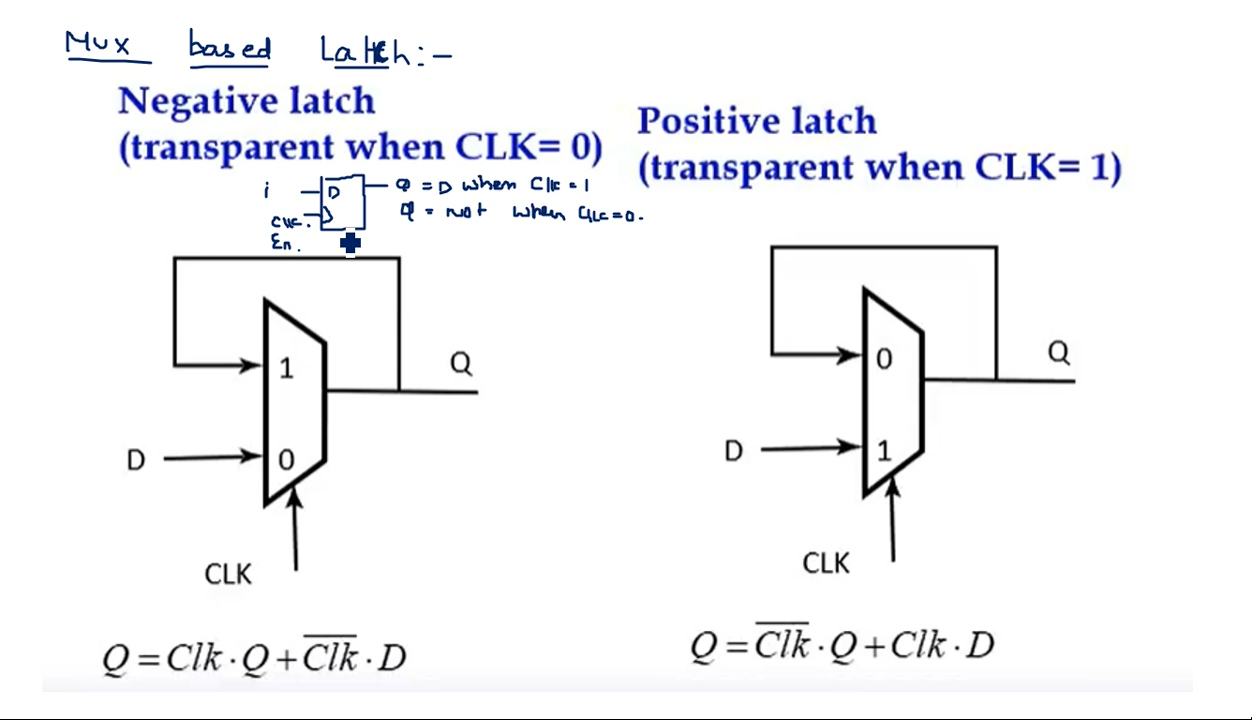 Mux based Latch:-
Negative latch
(transparent when CLK= 0)
Positive latch
(transparent when CLK= 1)
i D Q = D when Clk = 1
CLK. Q = not when CLK=0.
En.
1
Q
D
0
CLK
0
Q
D
1
CLK
Q = Clk · Q + C̅l̅k̅ · D
Q = C̅l̅k̅ · Q + Clk · D